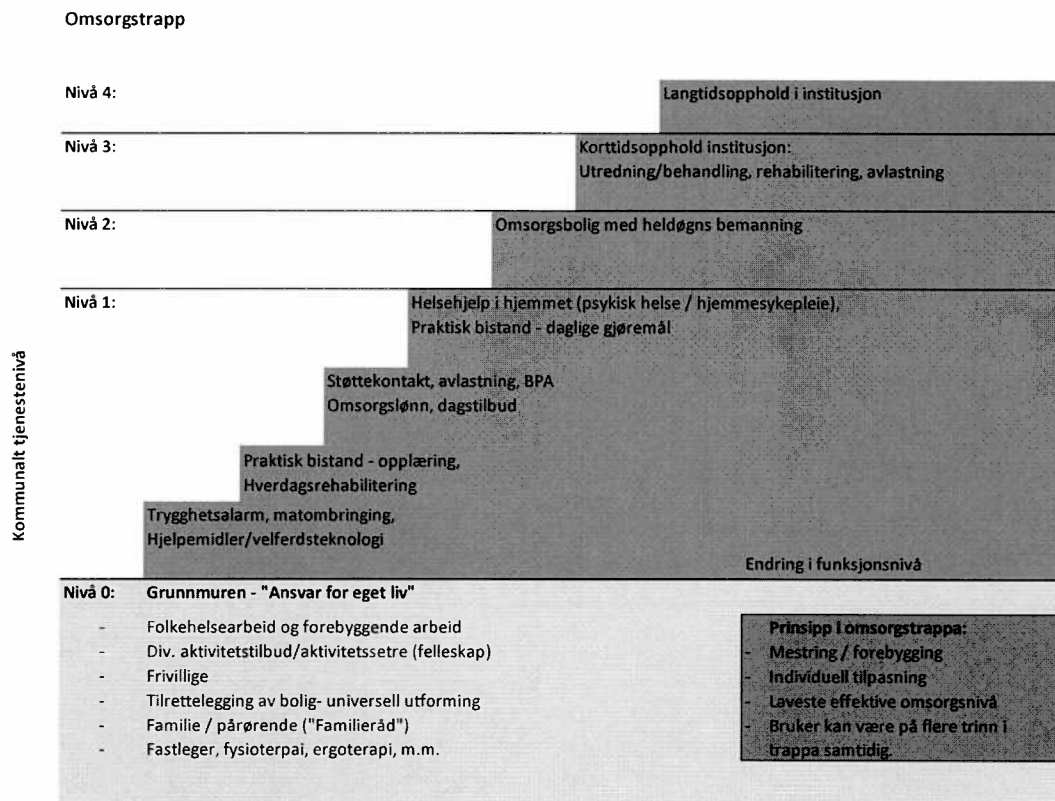 Omsorgstrapp
Nivå 4:
Langtidsopphold i institusjon
Nivå 3:
Korttidsopphold institusjon:
Utredning/behandling, rehabilitering, avlastning
Nivå 2:
Omsorgsbolig med heldøgns bemanning
Nivå 1:
Helsehjelp i hjemmet (psykisk helse / hjemmesykepleie),
Praktisk bistand - daglige gjøremål
Støttekontakt, avlastning, BPA
Omsorgslønn, dagstilbud
Praktisk bistand - opplæring,
Hverdagsrehabilitering
Trygghetsalarm, matombringing,
Hjelpemidler/velferdsteknologi
Endring i funksjonsnivå
Kommunalt tjenestenivå
Nivå 0: Grunnmuren - "Ansvar for eget liv"
- Folkehelsearbeid og forebyggende arbeid
- Div. aktivitetstilbud/aktivitetssetre (felleskap)
- Frivillige
- Tilrettelegging av bolig- universell utforming
- Familie / pårørende ("Familieråd")
- Fastleger, fysioterpai, ergoterapi, m.m.
Prinsipp i omsorgstrappa:
- Mestring / forebygging
- Individuell tilpasning
- Laveste effektive omsorgsnivå
- Bruker kan være på flere trinn i
trappa samtidig.